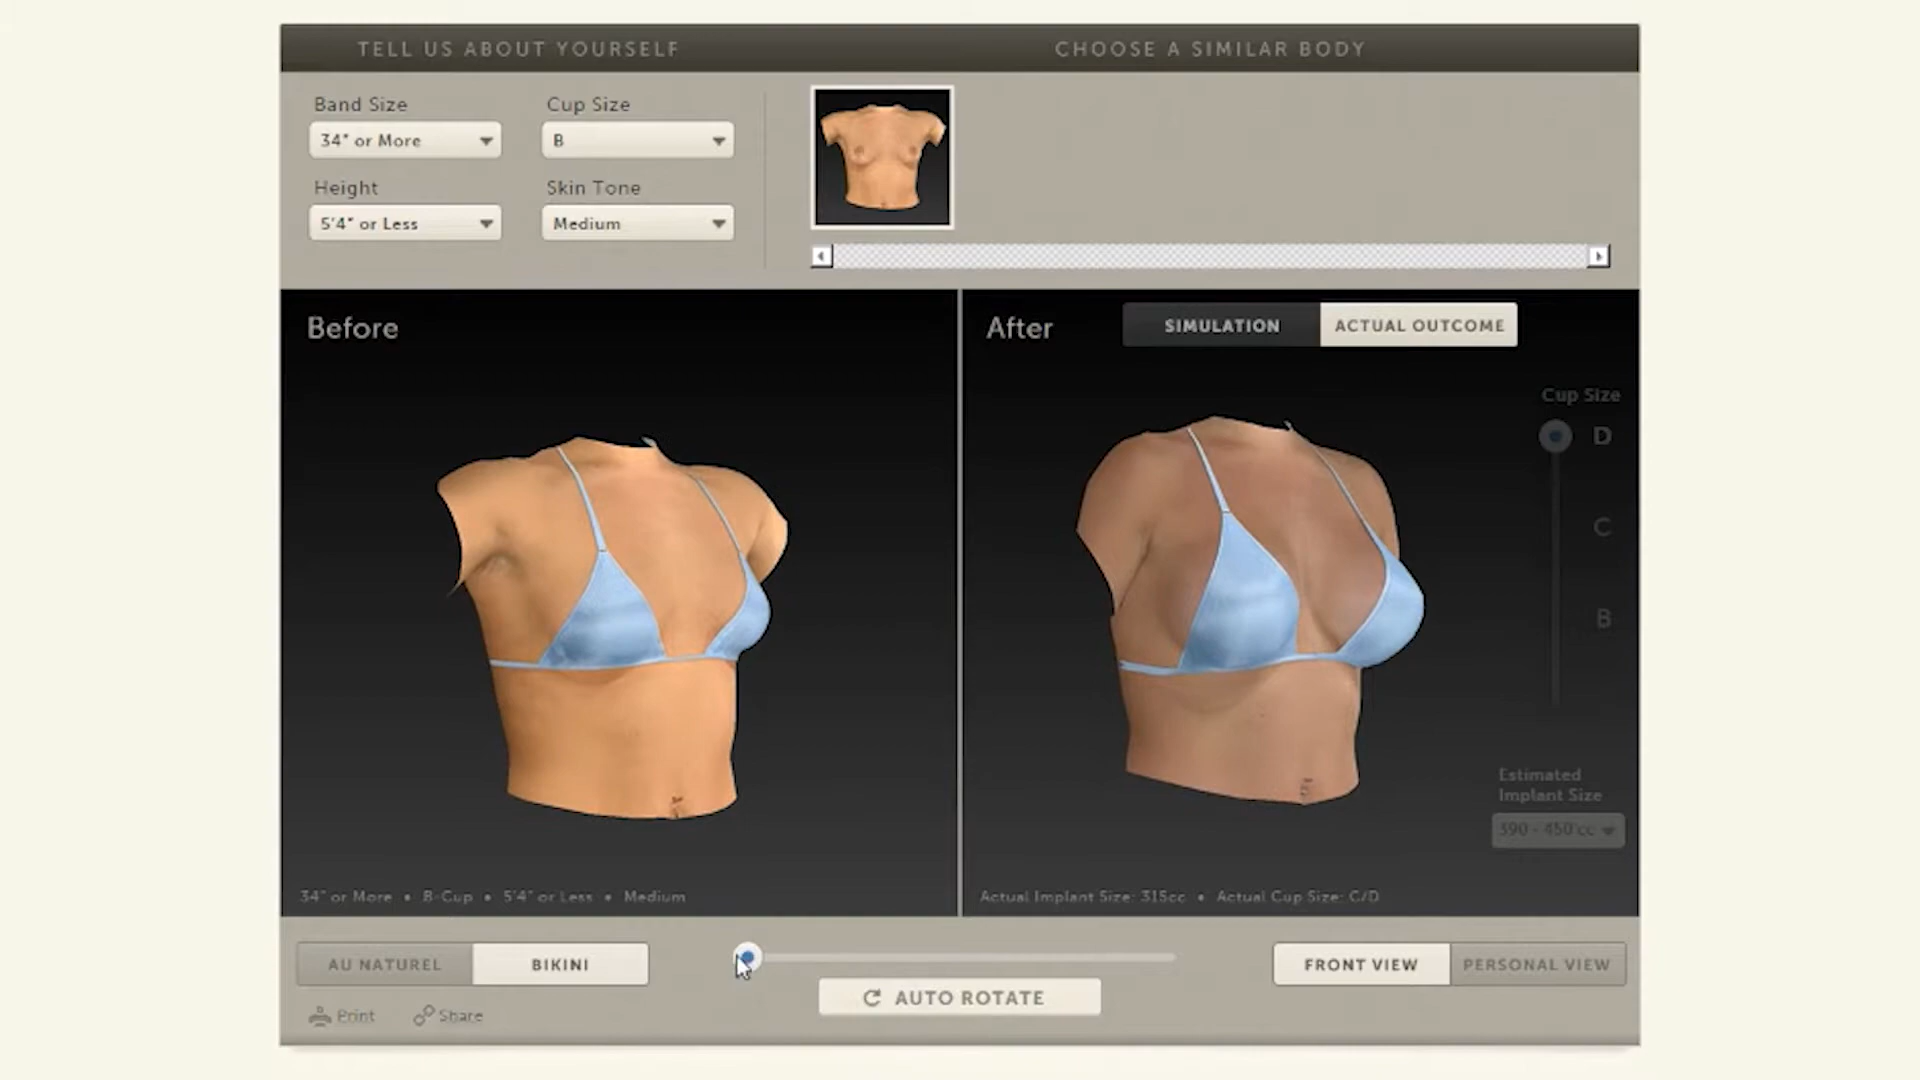 TELL US ABOUT YOURSELF
CHOOSE A SIMILAR BODY
Band Size
Cup Size
34" or More
B
Height
Skin Tone
5'4" or Less
Medium
Before
After
SIMULATION
ACTUAL OUTCOME
Cup Size
D
C
B
Estimated
Implant Size
390 - 450 cc
34" or More • B-Cup • 5'4" or Less • Medium
Actual Implant Size: 315cc • Actual Cup Size: C/D
AU NATUREL
BIKINI
AUTO ROTATE
FRONT VIEW
PERSONAL VIEW
Print
Share